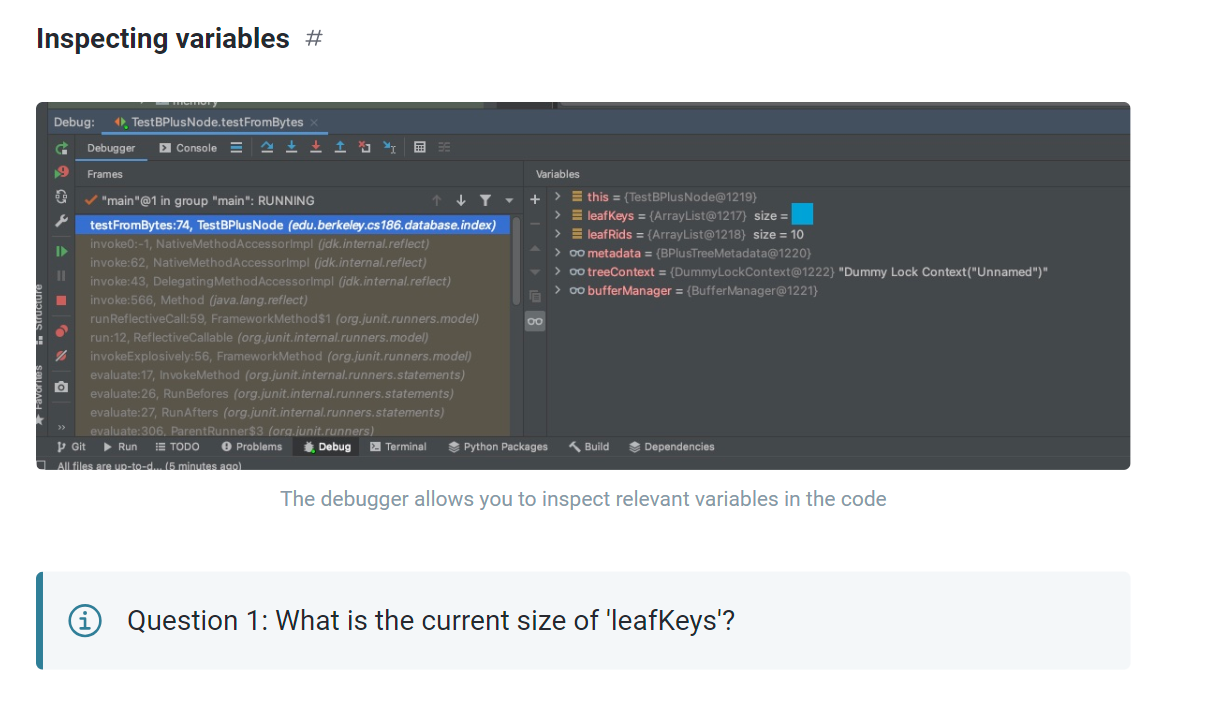 Inspecting variables #
memory
Debug: TestBPlusNode.testFromBytes ×
Debugger Console
Frames
Variables
"main"@1 in group "main": RUNNING
testFromBytes:74, TestBPlusNode (edu.berkeley.cs186.database.index)
invoke0:-1, NativeMethodAccessorImpl (jdk.internal.reflect)
invoke:62, NativeMethodAccessorImpl (jdk.internal.reflect)
invoke:43, DelegatingMethodAccessorImpl (jdk.internal.reflect)
invoke:566, Method (java.lang.reflect)
runReflectiveCall:59, FrameworkMethod$1 (org.junit.runners.model)
run:12, ReflectiveCallable (org.junit.internal.runners.model)
invokeExplosively:56, FrameworkMethod (org.junit.runners.model)
evaluate:17, InvokeMethod (org.junit.internal.runners.statements)
evaluate:26, RunBefores (org.junit.internal.runners.statements)
evaluate:27, RunAfters (org.junit.internal.runners.statements)
evaluate:306, ParentRunner$3 (org.junit.runners)
this = {TestBPlusNode@1219}
leafKeys = {ArrayList@1217} size =
leafRids = {ArrayList@1218} size = 10
metadata = {BPlusTreeMetadata@1220}
treeContext = {DummyLockContext@1222} "Dummy Lock Context("Unnamed")"
bufferManager = {BufferManager@1221}
Structure
Favorites
Git Run TODO Problems Debug Terminal Python Packages Build Dependencies
All files are up-to-d... (5 minutes ago)
The debugger allows you to inspect relevant variables in the code
Question 1: What is the current size of 'leafKeys'?